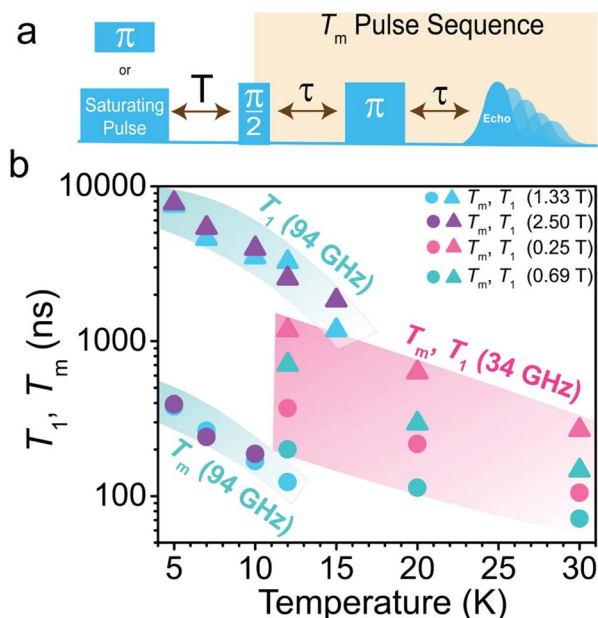 a
T_m Pulse Sequence
π
or
Saturating
Pulse
T
π/2
τ
π
τ
Echo
b
10000
1000
100
T_1, T_m (ns)
T_1 (94 GHz)
T_m, T_1 (1.33 T)
T_m, T_1 (2.50 T)
T_m, T_1 (0.25 T)
T_m, T_1 (0.69 T)
T_m, T_1 (34 GHz)
T_m (94 GHz)
5 10 15 20 25 30
Temperature (K)